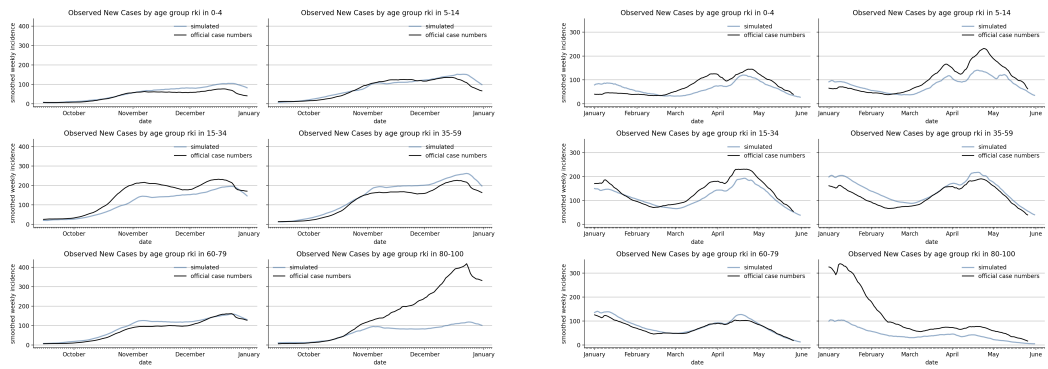 Observed New Cases by age group rki in 0-4
smoothed weekly incidence
400
300
200
100
0
simulated
official case numbers
October
November
December
January
date
Observed New Cases by age group rki in 5-14
simulated
official case numbers
October
November
December
January
date
Observed New Cases by age group rki in 15-34
smoothed weekly incidence
400
300
200
100
0
simulated
official case numbers
October
November
December
January
date
Observed New Cases by age group rki in 35-59
simulated
official case numbers
October
November
December
January
date
Observed New Cases by age group rki in 60-79
smoothed weekly incidence
400
300
200
100
0
simulated
official case numbers
October
November
December
January
date
Observed New Cases by age group rki in 80-100
simulated
official case numbers
October
November
December
January
date
Observed New Cases by age group rki in 0-4
smoothed weekly incidence
300
200
100
0
simulated
official case numbers
January
February
March
April
May
June
date
Observed New Cases by age group rki in 5-14
simulated
official case numbers
January
February
March
April
May
June
date
Observed New Cases by age group rki in 15-34
smoothed weekly incidence
300
200
100
0
simulated
official case numbers
January
February
March
April
May
June
date
Observed New Cases by age group rki in 35-59
simulated
official case numbers
January
February
March
April
May
June
date
Observed New Cases by age group rki in 60-79
smoothed weekly incidence
300
200
100
0
simulated
official case numbers
January
February
March
April
May
June
date
Observed New Cases by age group rki in 80-100
simulated
official case numbers
January
February
March
April
May
June
date